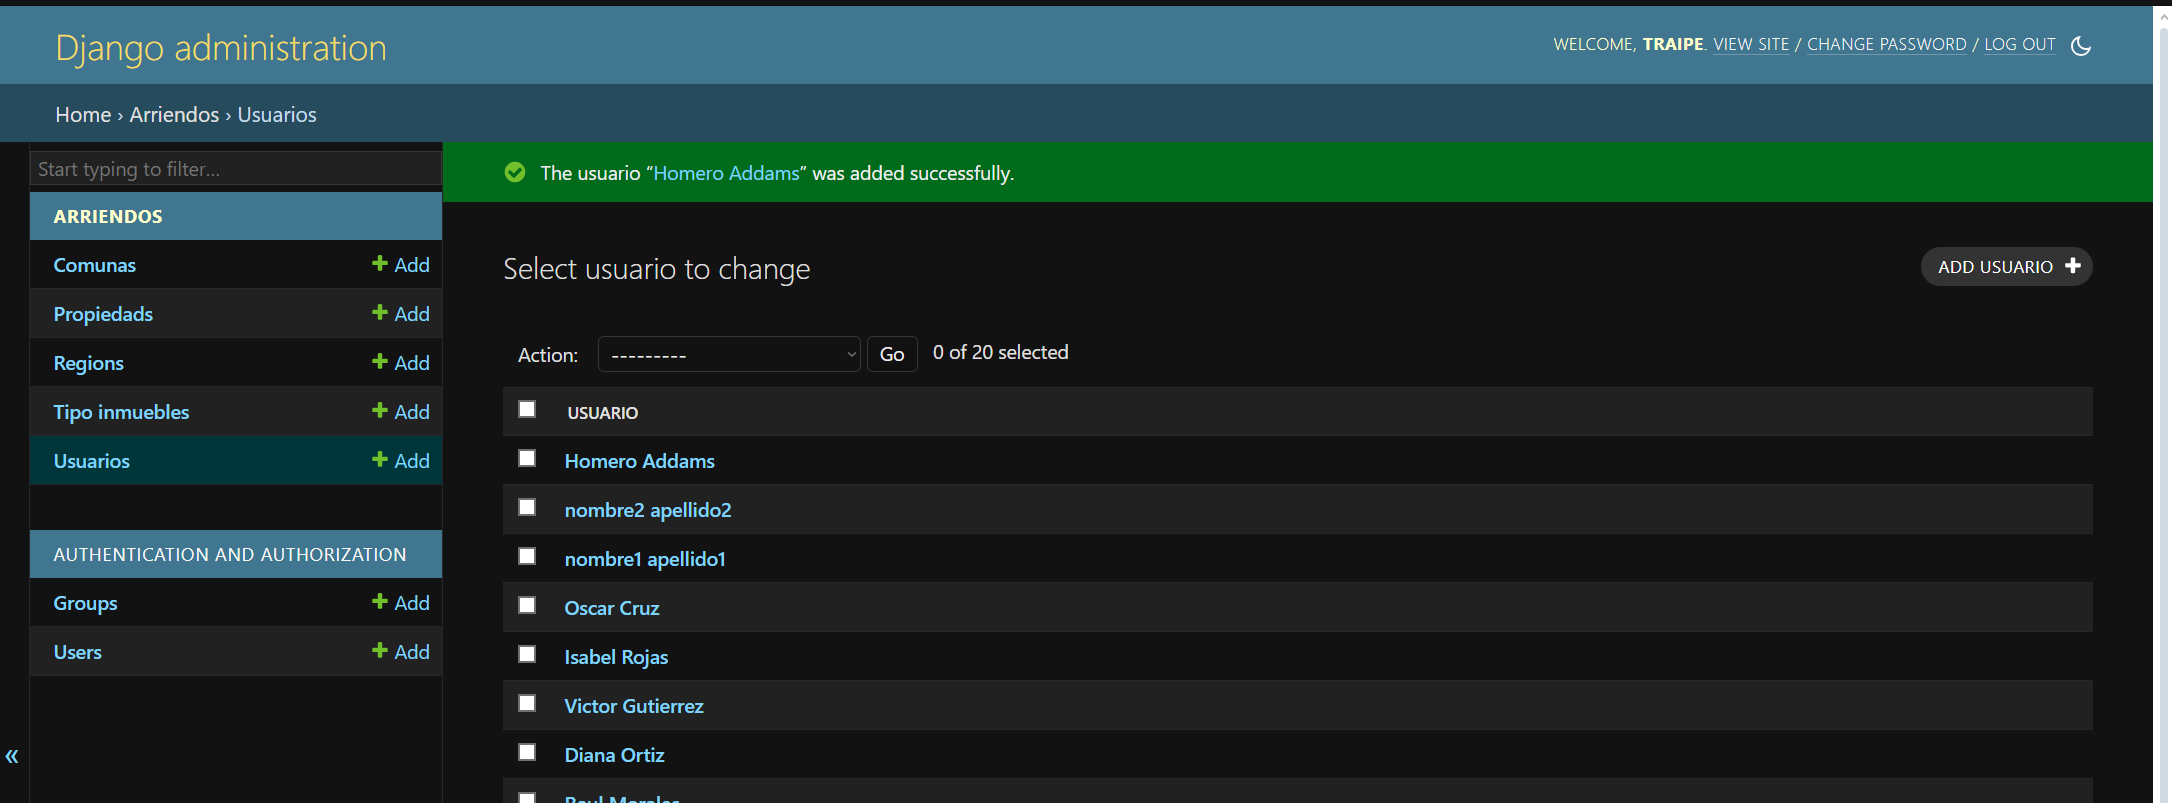 Django administration
WELCOME, TRAIPE. VIEW SITE / CHANGE PASSWORD / LOG OUT
Home › Arriendos › Usuarios
Start typing to filter...
ARRIENDOS
Comunas + Add
Propiedads + Add
Regions + Add
Tipo inmuebles + Add
Usuarios + Add
AUTHENTICATION AND AUTHORIZATION
Groups + Add
Users + Add
«
The usuario “Homero Addams” was added successfully.
Select usuario to change
ADD USUARIO +
Action: --------- Go 0 of 20 selected
USUARIO
Homero Addams
nombre2 apellido2
nombre1 apellido1
Oscar Cruz
Isabel Rojas
Victor Gutierrez
Diana Ortiz
Raul Morales